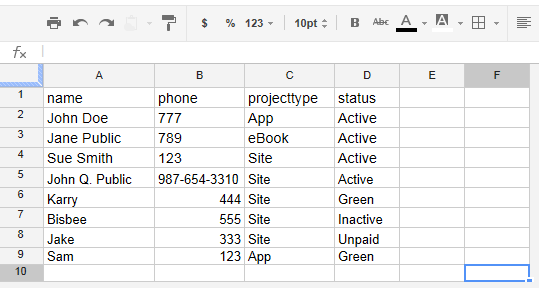 $ % 123 10pt B Abc A A
fx
A B C D E F
1 name phone projecttype status
2 John Doe 777 App Active
3 Jane Public 789 eBook Active
4 Sue Smith 123 Site Active
5 John Q. Public 987-654-3310 Site Active
6 Karry 444 Site Green
7 Bisbee 555 Site Inactive
8 Jake 333 Site Unpaid
9 Sam 123 App Green
10